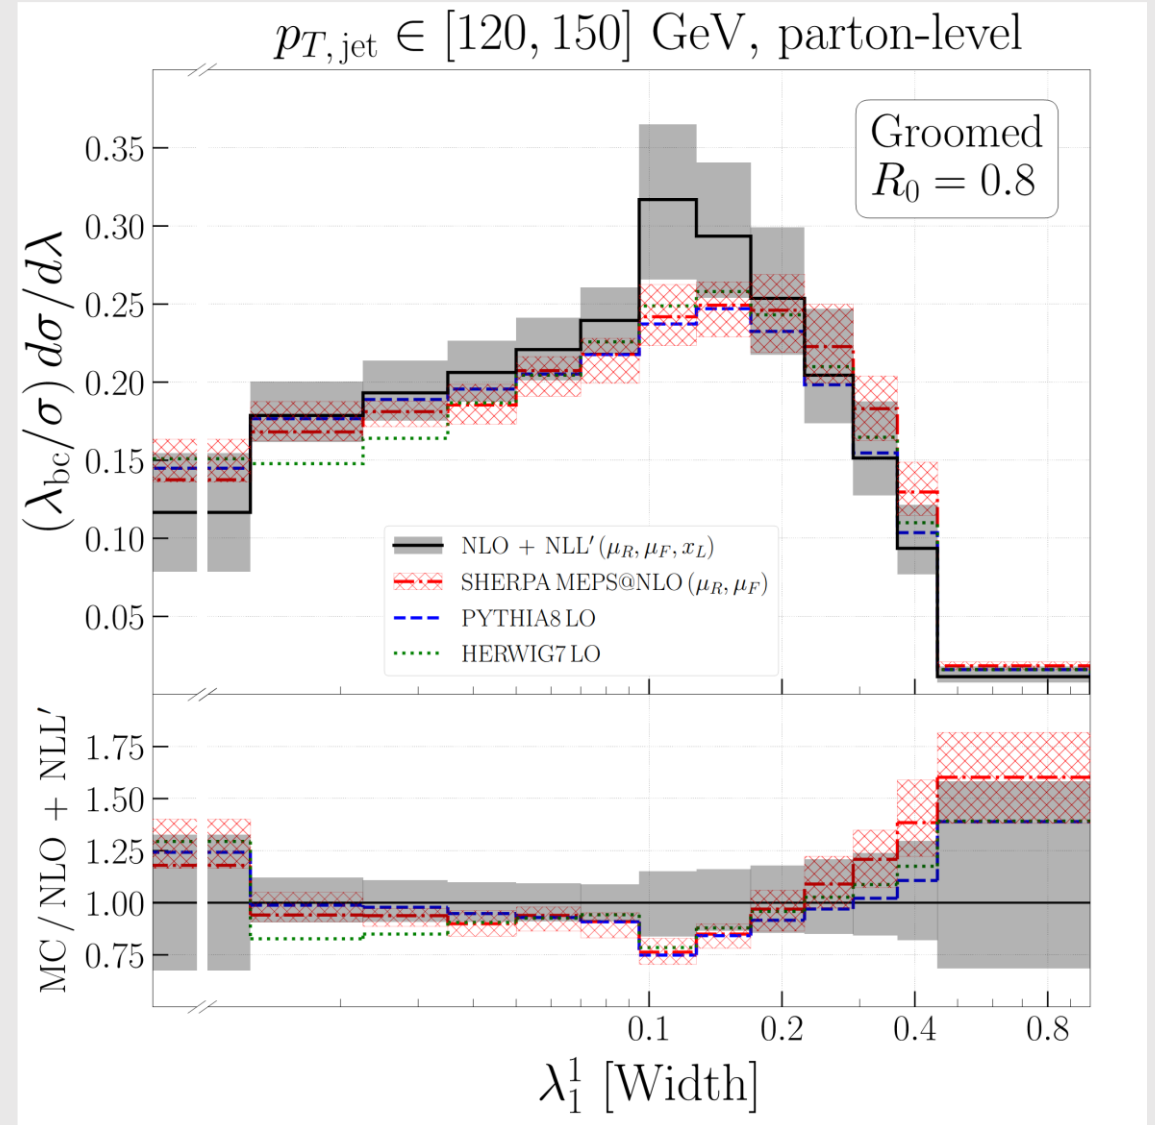 p_{T, jet} ∈ [120, 150] GeV, parton-level
Groomed
R_0 = 0.8
(λ_bc/σ) dσ/dλ
0.35
0.30
0.25
0.20
0.15
0.10
0.05
NLO + NLL′ (μ_R, μ_F, x_L)
SHERPA MEPS@NLO (μ_R, μ_F)
PYTHIA8 LO
HERWIG7 LO
MC / NLO + NLL′
1.75
1.50
1.25
1.00
0.75
0.1 0.2 0.4 0.8
λ^1_1 [Width]